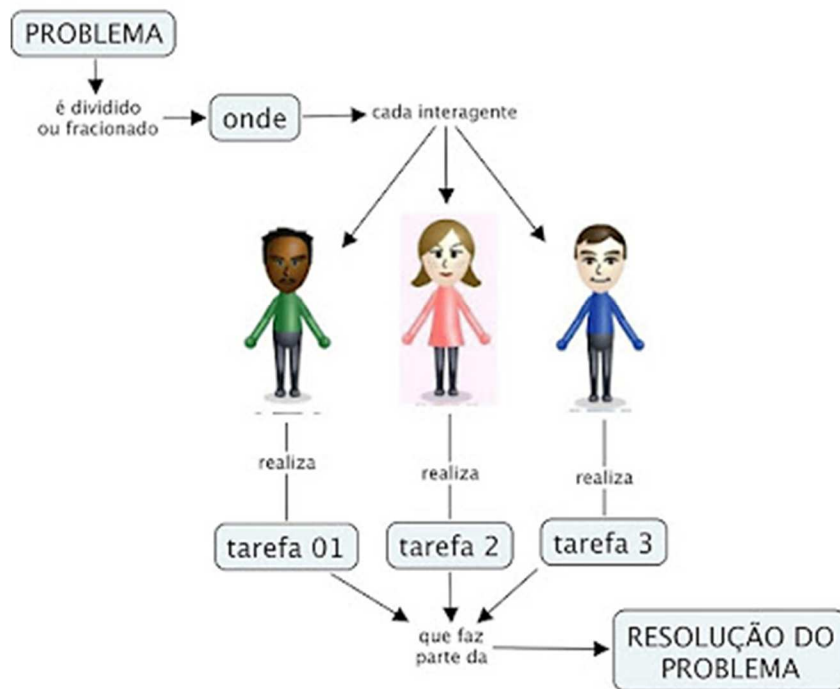 PROBLEMA
é dividido
ou fracionado
onde
cada interagente
realiza
realiza
realiza
tarefa 01
tarefa 2
tarefa 3
que faz
parte da
RESOLUÇÃO DO
PROBLEMA